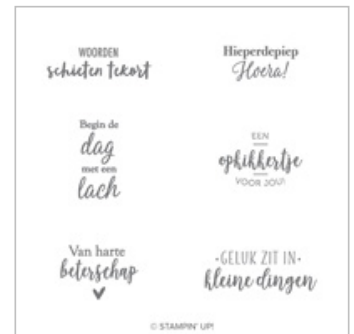 WOORDEN
schieten tekort
Hieperdepiep
Hoera!
Begin de
dag
met een
lach
EEN
opkikkertje
VOOR JOU!
Van harte
beterschap
·GELUK ZIT IN·
kleine dingen
© STAMPIN' UP!